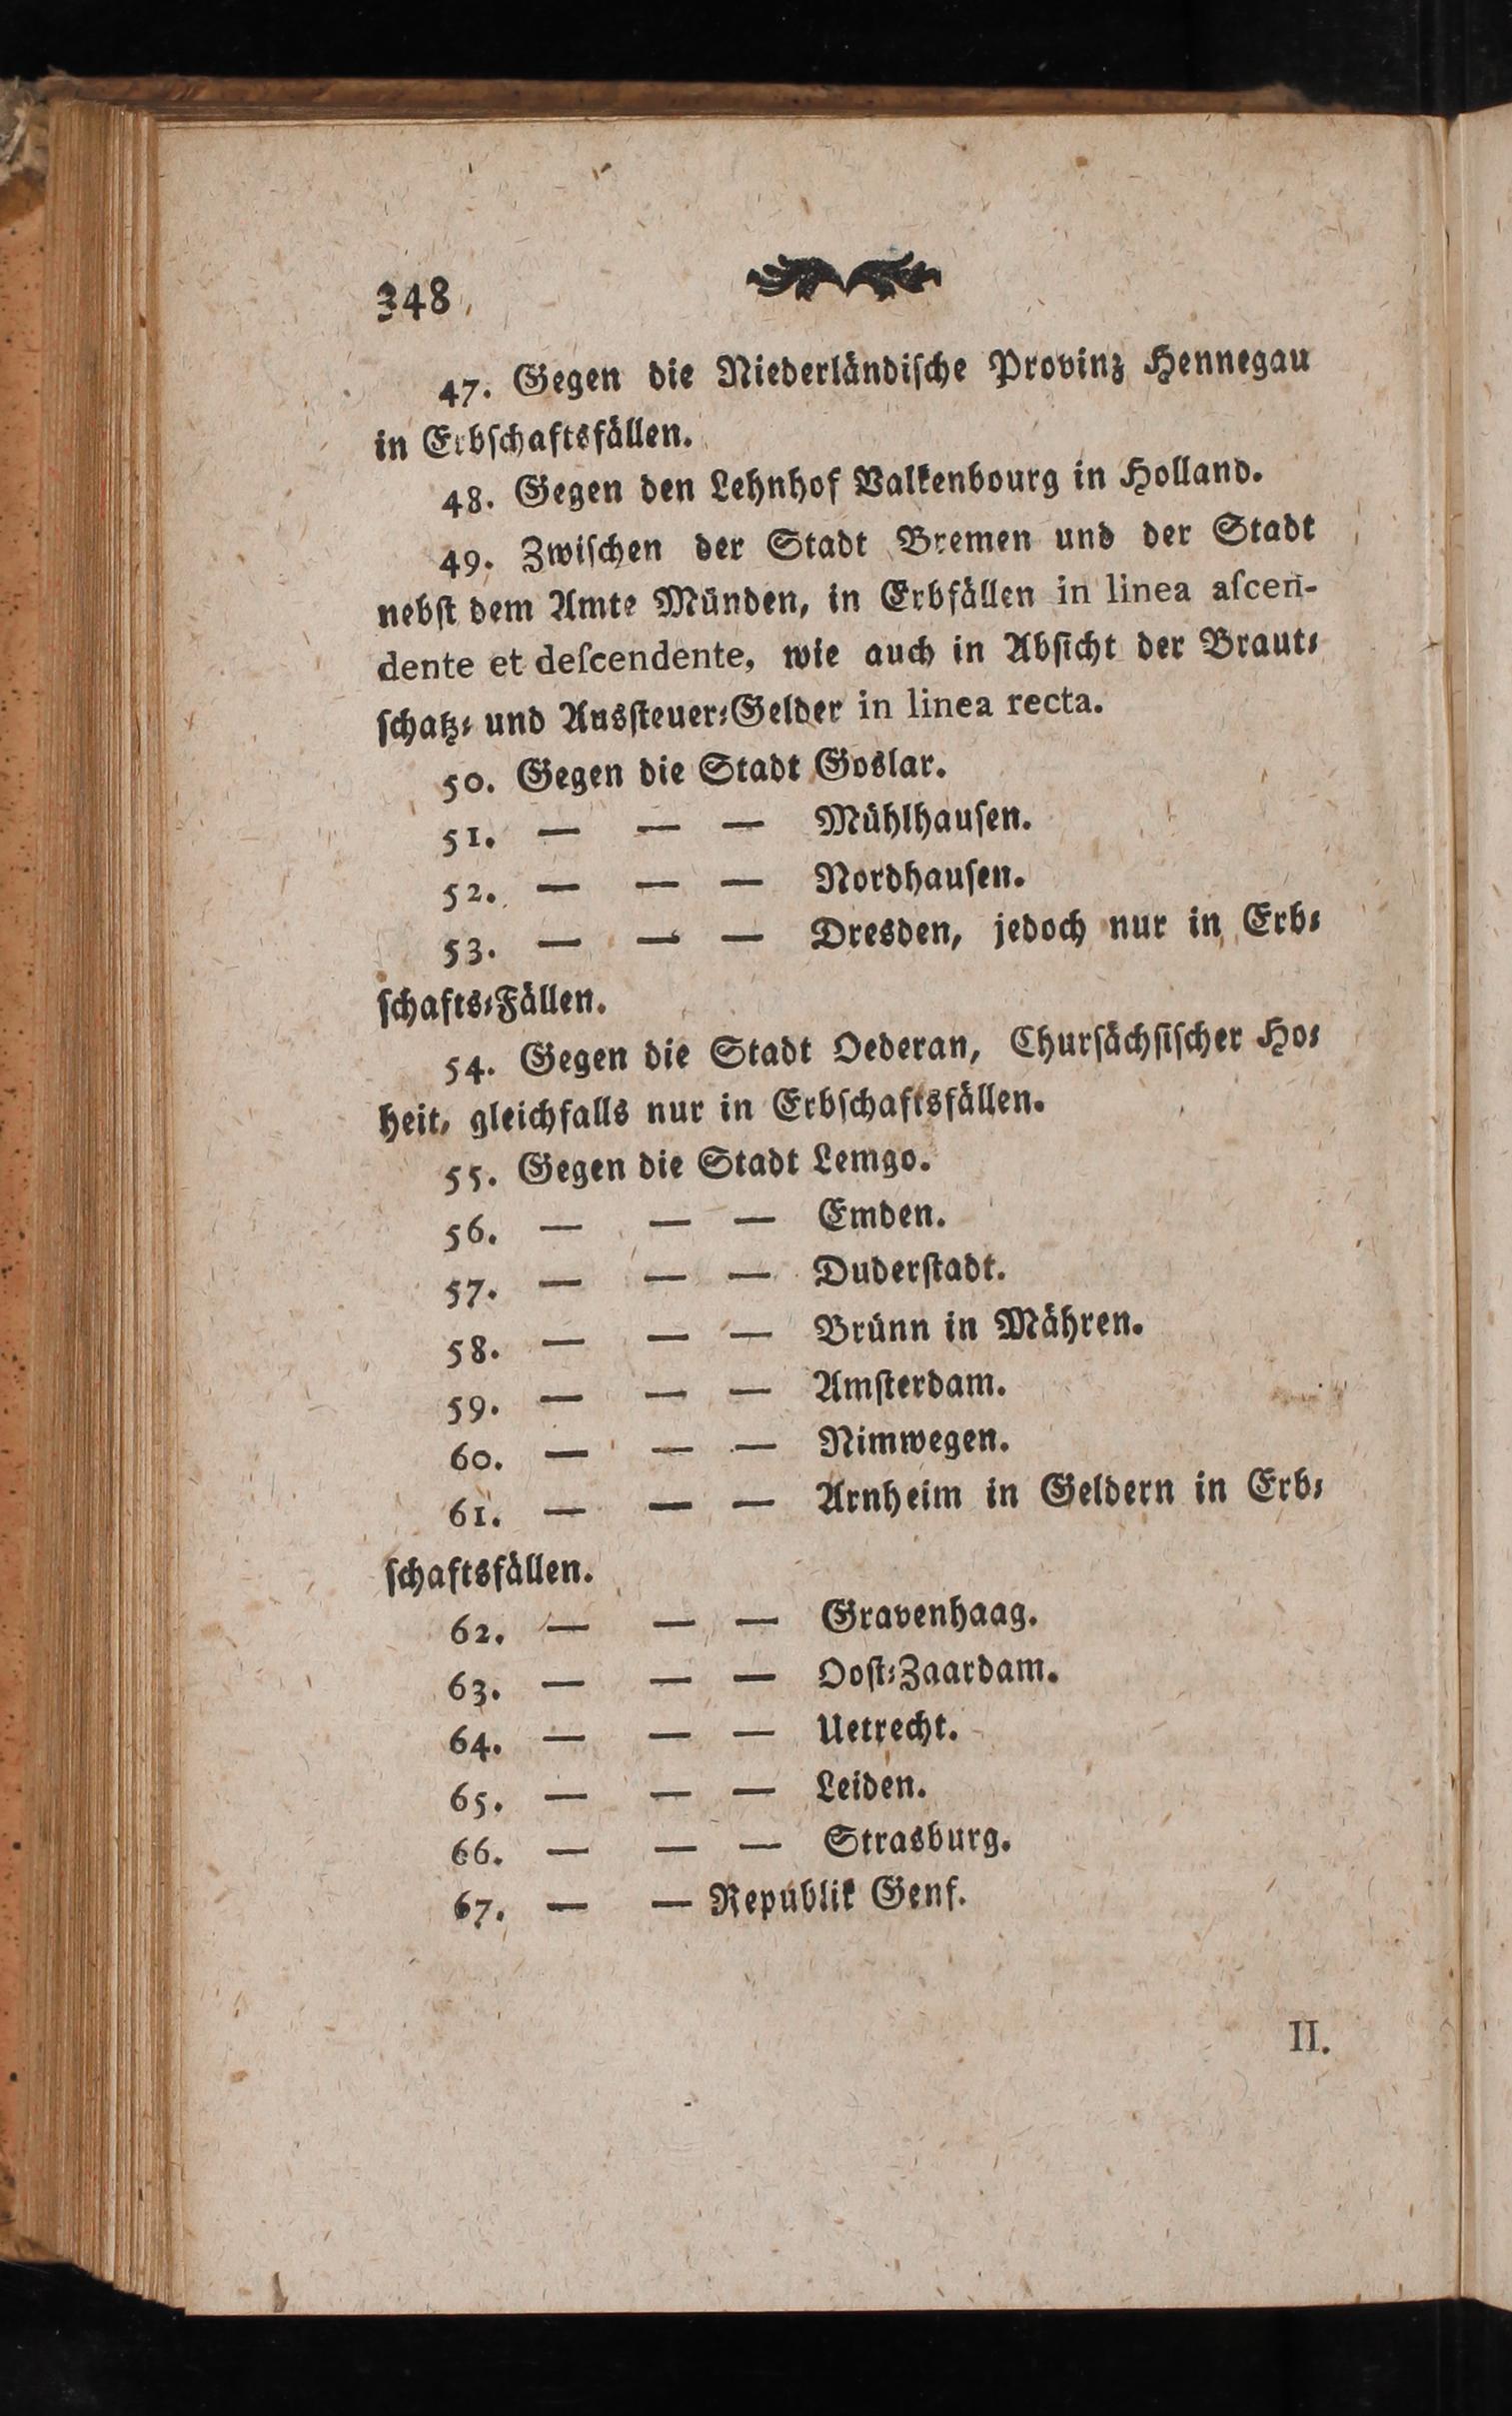 348
47. Gegen die Niederländiſche Provinz Hennegau
in Erbſchaftsfällen.
48. Gegen den Lehnhof Valkenbourg in Holland.
49. Zwiſchen der Stadt Bremen und der Stadt
nebſt dem Amte Münden, in Erbfällen in linea aſcen-
dente et deſcendente, wie auch in Abſicht der Braut⸗
ſchatz⸗ und Ausſteuer⸗Gelder in linea recta.
50. Gegen die Stadt Goslar.
51. — — — Mühlhauſen.
52. — — — Nordhauſen.
53. — — — Dresden, jedoch nur in Erb⸗
ſchafts⸗Fällen.
54. Gegen die Stadt Oederan, Churſächſiſcher Ho⸗
heit, gleichfalls nur in Erbſchaftsfällen.
55. Gegen die Stadt Lemgo.
56. — — — Emden.
57. — — — Duderſtadt.
58. — — — Brünn in Mähren.
59. — — — Amſterdam.
60. — — — Nimwegen.
61. — — — Arnheim in Geldern in Erb⸗
ſchaftsfällen.
62. — — — Gravenhaag.
63. — — — Ooſt⸗Zaardam.
64. — — — Uetrecht.
65. — — — Leiden.
66. — — — Strasburg.
67. — — Republik Genf.
II.